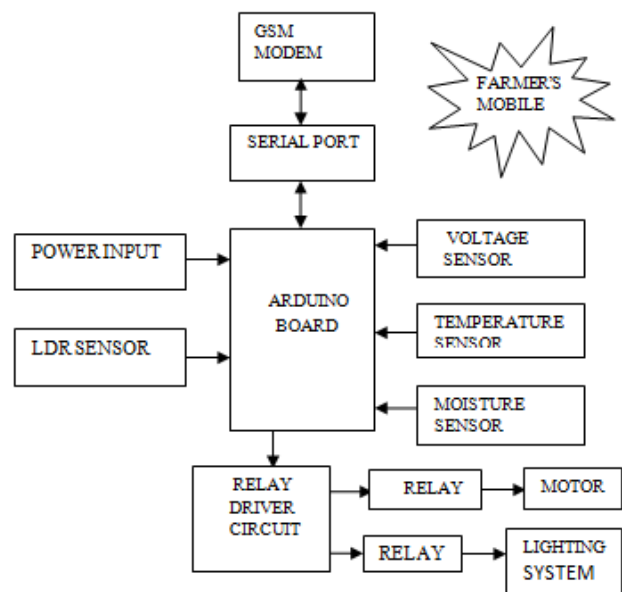 GSM
MODEM
FARMER'S
MOBILE
SERIAL PORT
POWER INPUT
VOLTAGE
SENSOR
ARDUINO
BOARD
LDR SENSOR
TEMPERATURE
SENSOR
MOISTURE
SENSOR
RELAY
DRIVER
CIRCUIT
RELAY
MOTOR
RELAY
LIGHTING
SYSTEM